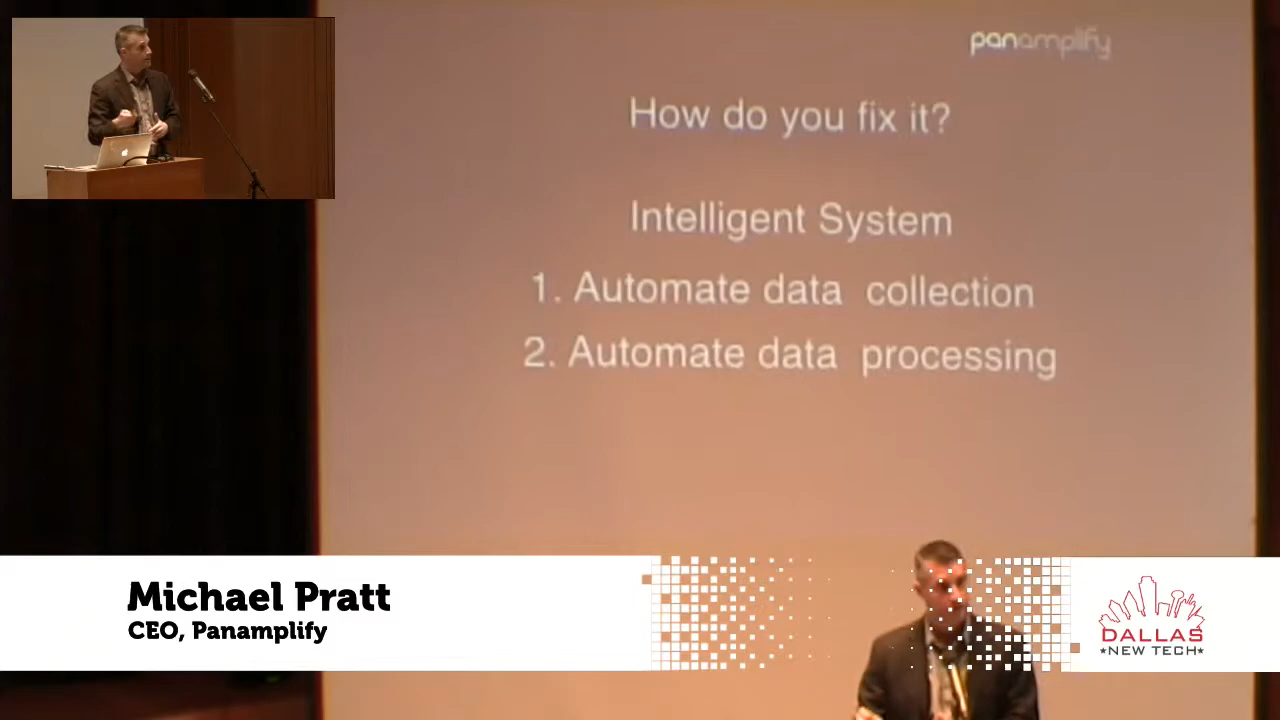 panamplify
How do you fix it?
Intelligent System
1. Automate data collection
2. Automate data processing
Michael Pratt
CEO, Panamplify
DALLAS
★NEW TECH★